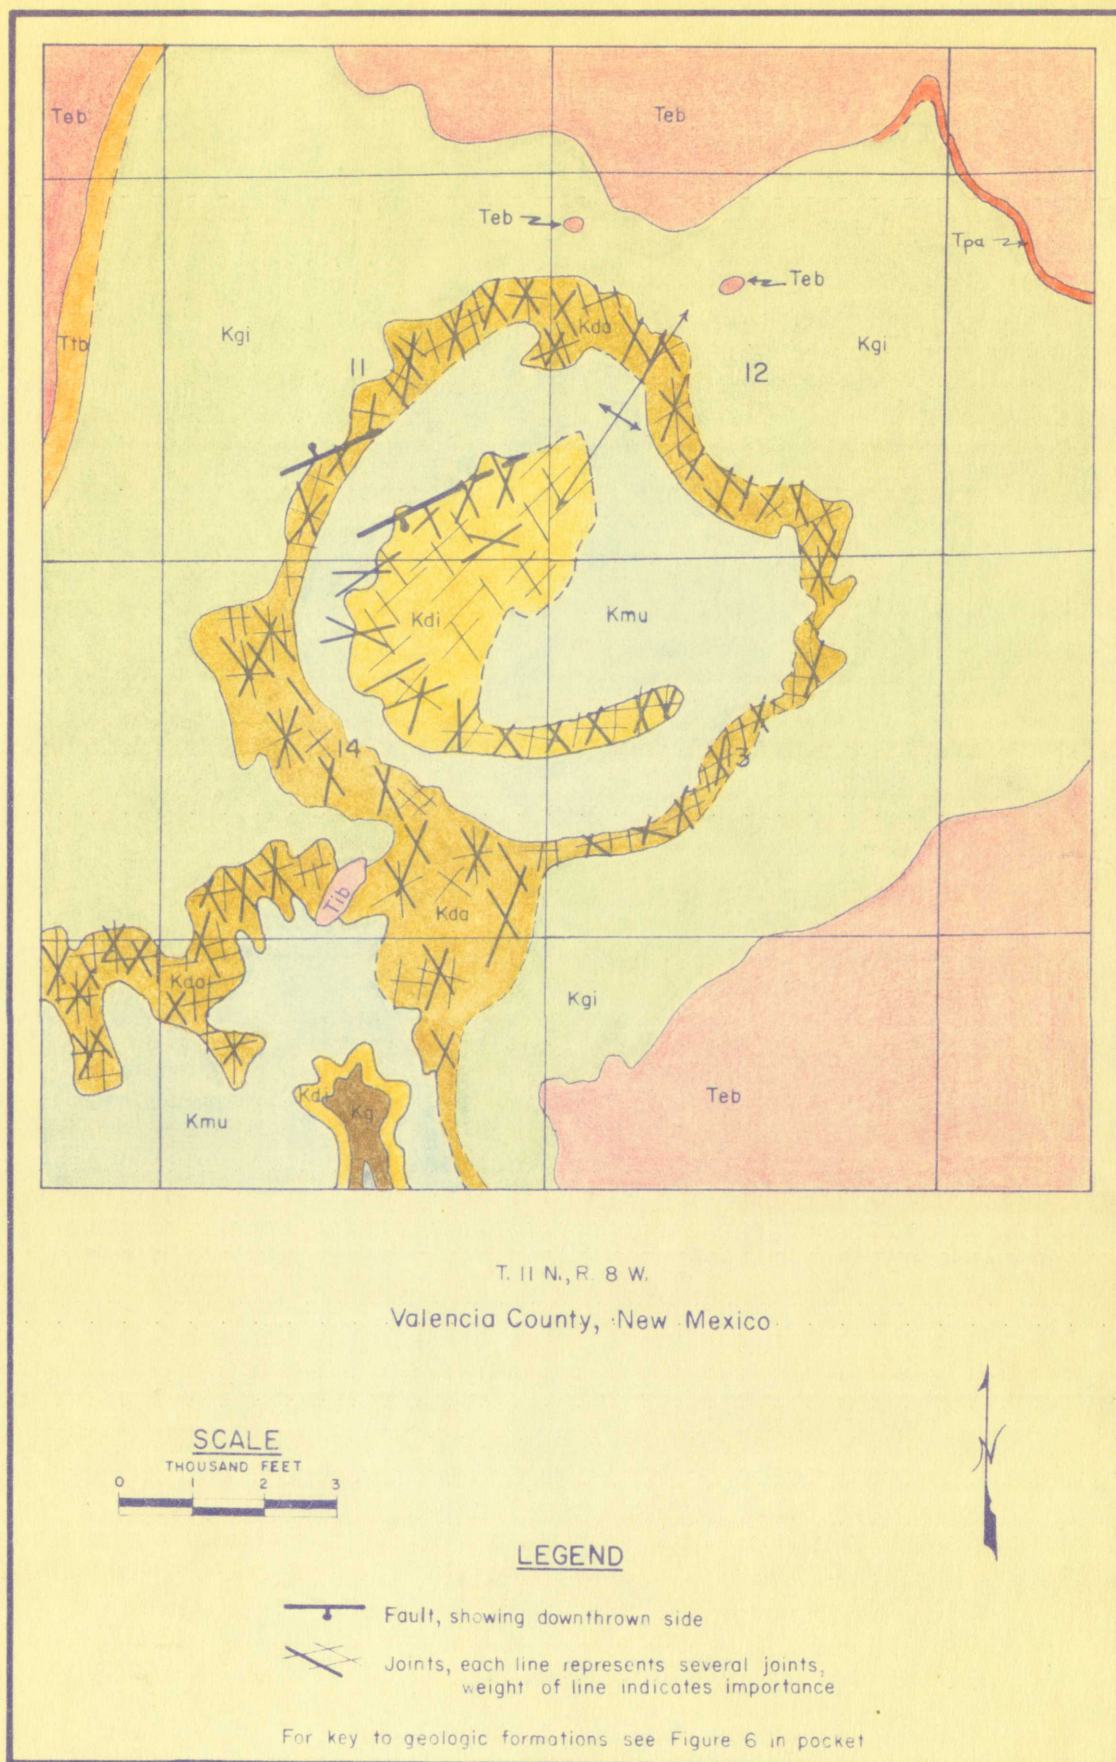 Teb
Teb
Teb
Teb
Tpa
Ttb
Kgi
Kda
Kgi
11
12
Kdi
Kmu
14
13
Tib
Kda
Kda
Kgi
Kdi
Kg
Kmu
Teb
T. 11 N., R. 8 W.
Valencia County, New Mexico
SCALE
THOUSAND FEET
0 1 2 3
N
LEGEND
Fault, showing downthrown side
Joints, each line represents several joints,
weight of line indicates importance
For key to geologic formations see Figure 6 in pocket